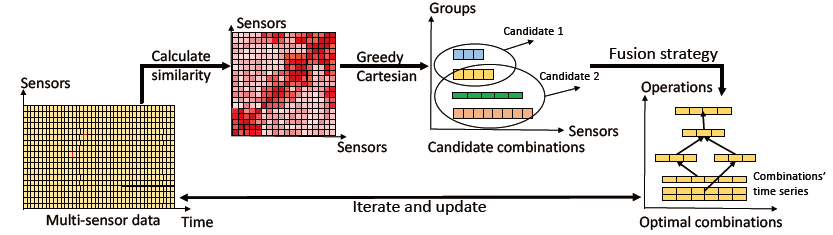 Sensors
Multi-sensor data
Time
Calculate
similarity
Sensors
Sensors
Greedy
Cartesian
Groups
Candidate 1
Candidate 2
Sensors
Candidate combinations
Fusion strategy
Operations
Combinations'
time series
Optimal combinations
Iterate and update